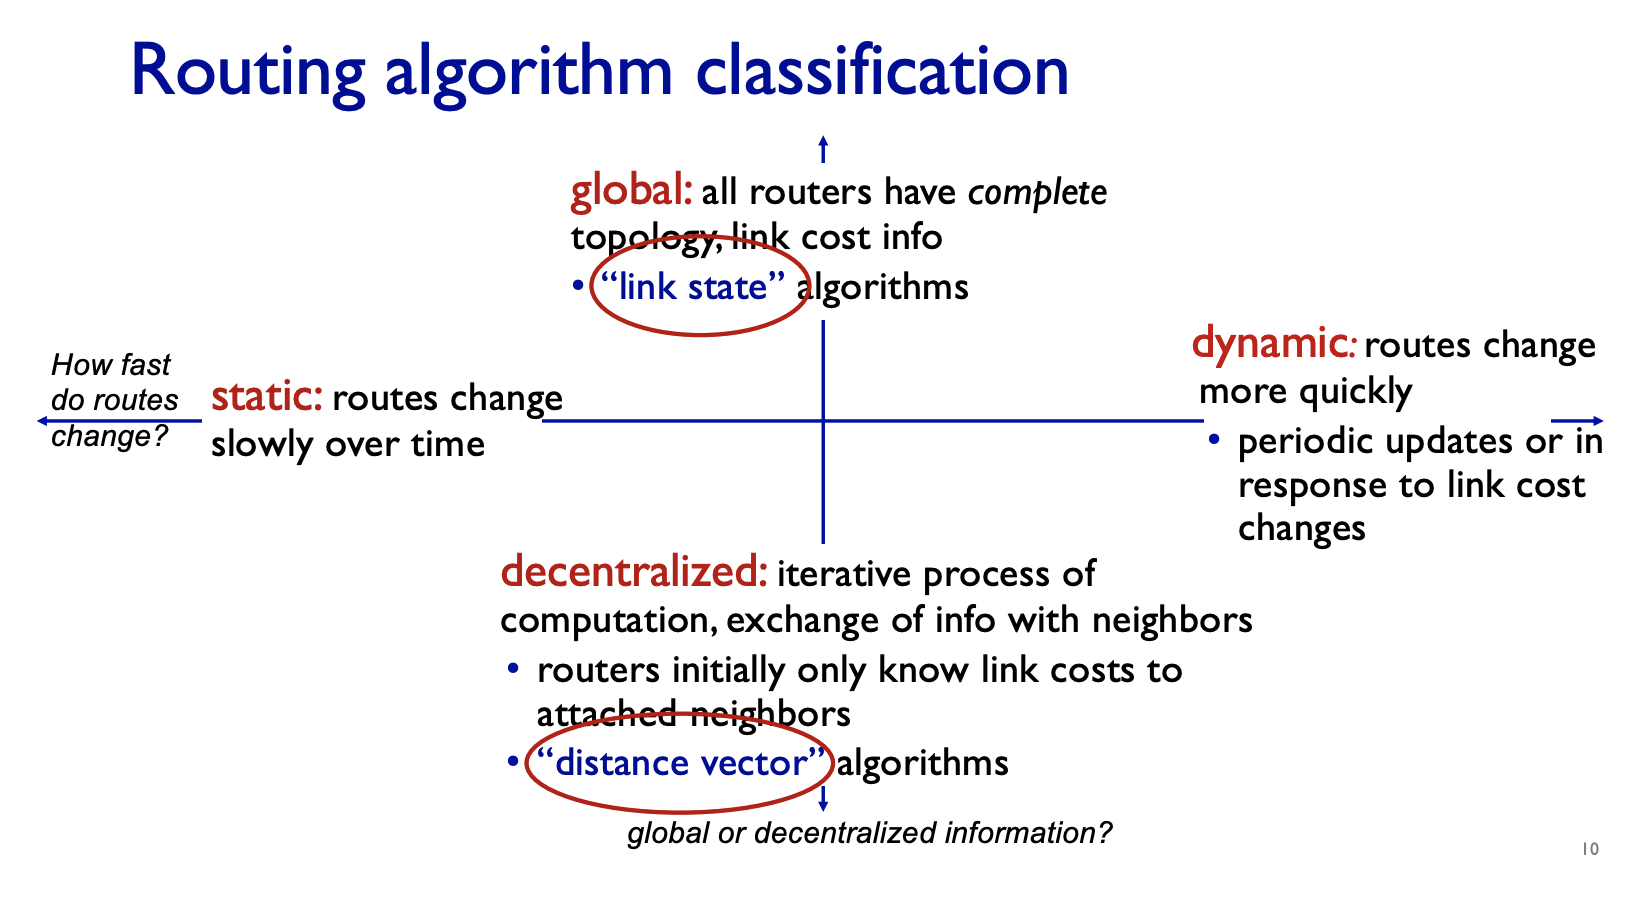 Routing algorithm classification
global: all routers have complete
topology, link cost info
• “link state” algorithms
How fast
do routes
change?
static: routes change
slowly over time
dynamic: routes change
more quickly
• periodic updates or in
response to link cost
changes
decentralized: iterative process of
computation, exchange of info with neighbors
• routers initially only know link costs to
attached neighbors
• “distance vector” algorithms
global or decentralized information?
10